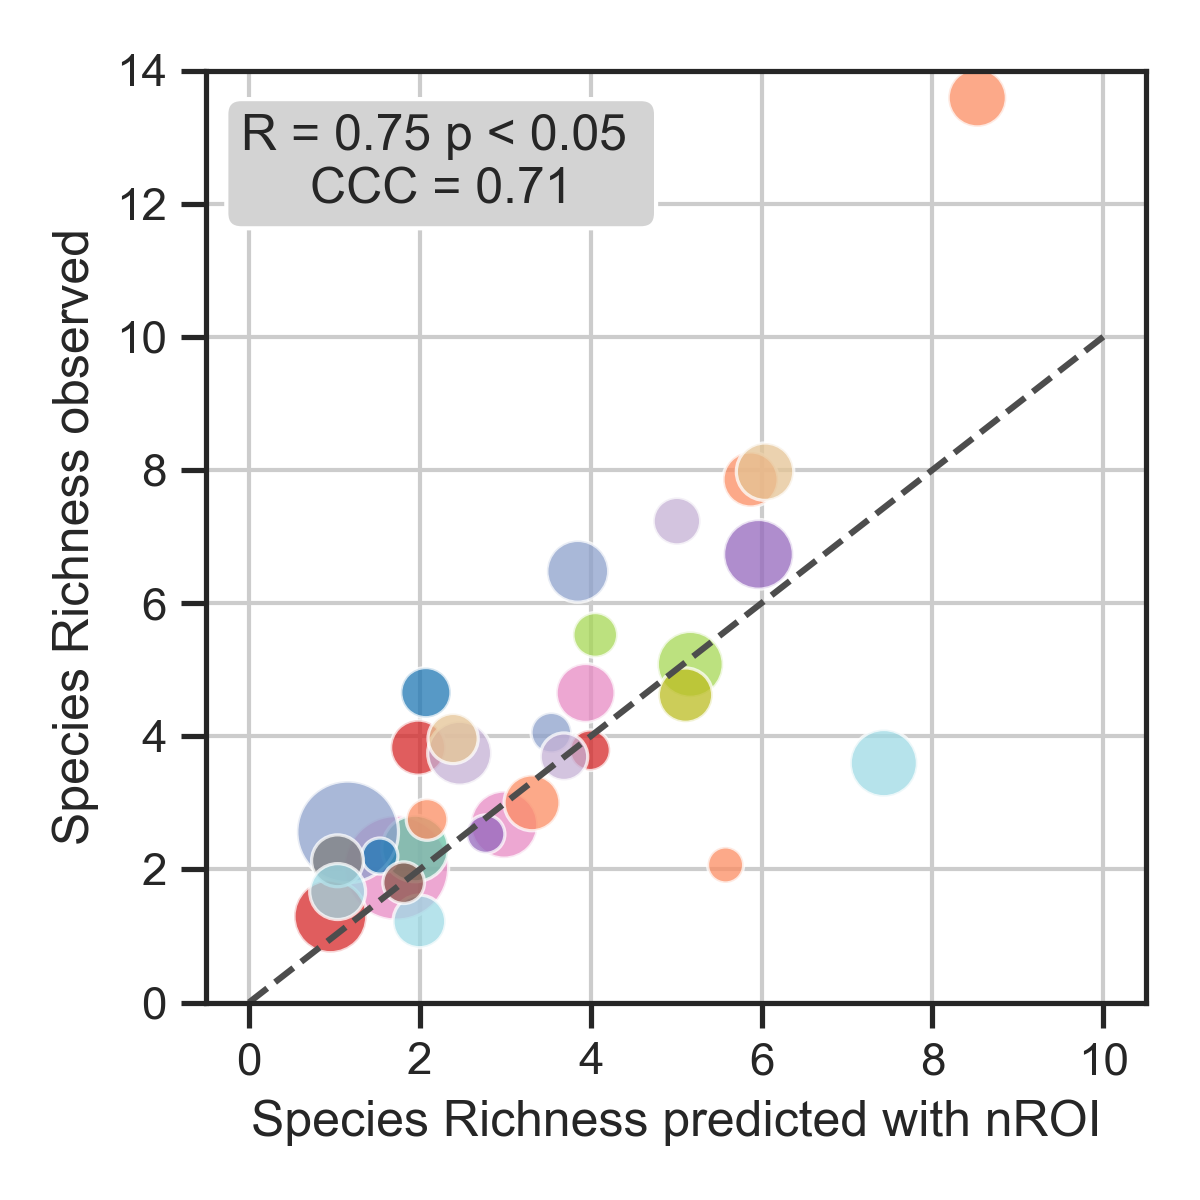 14
12
10
8
6
4
2
0
R = 0.75 p < 0.05
CCC = 0.71
Species Richness observed
0 2 4 6 8 10
Species Richness predicted with nROI